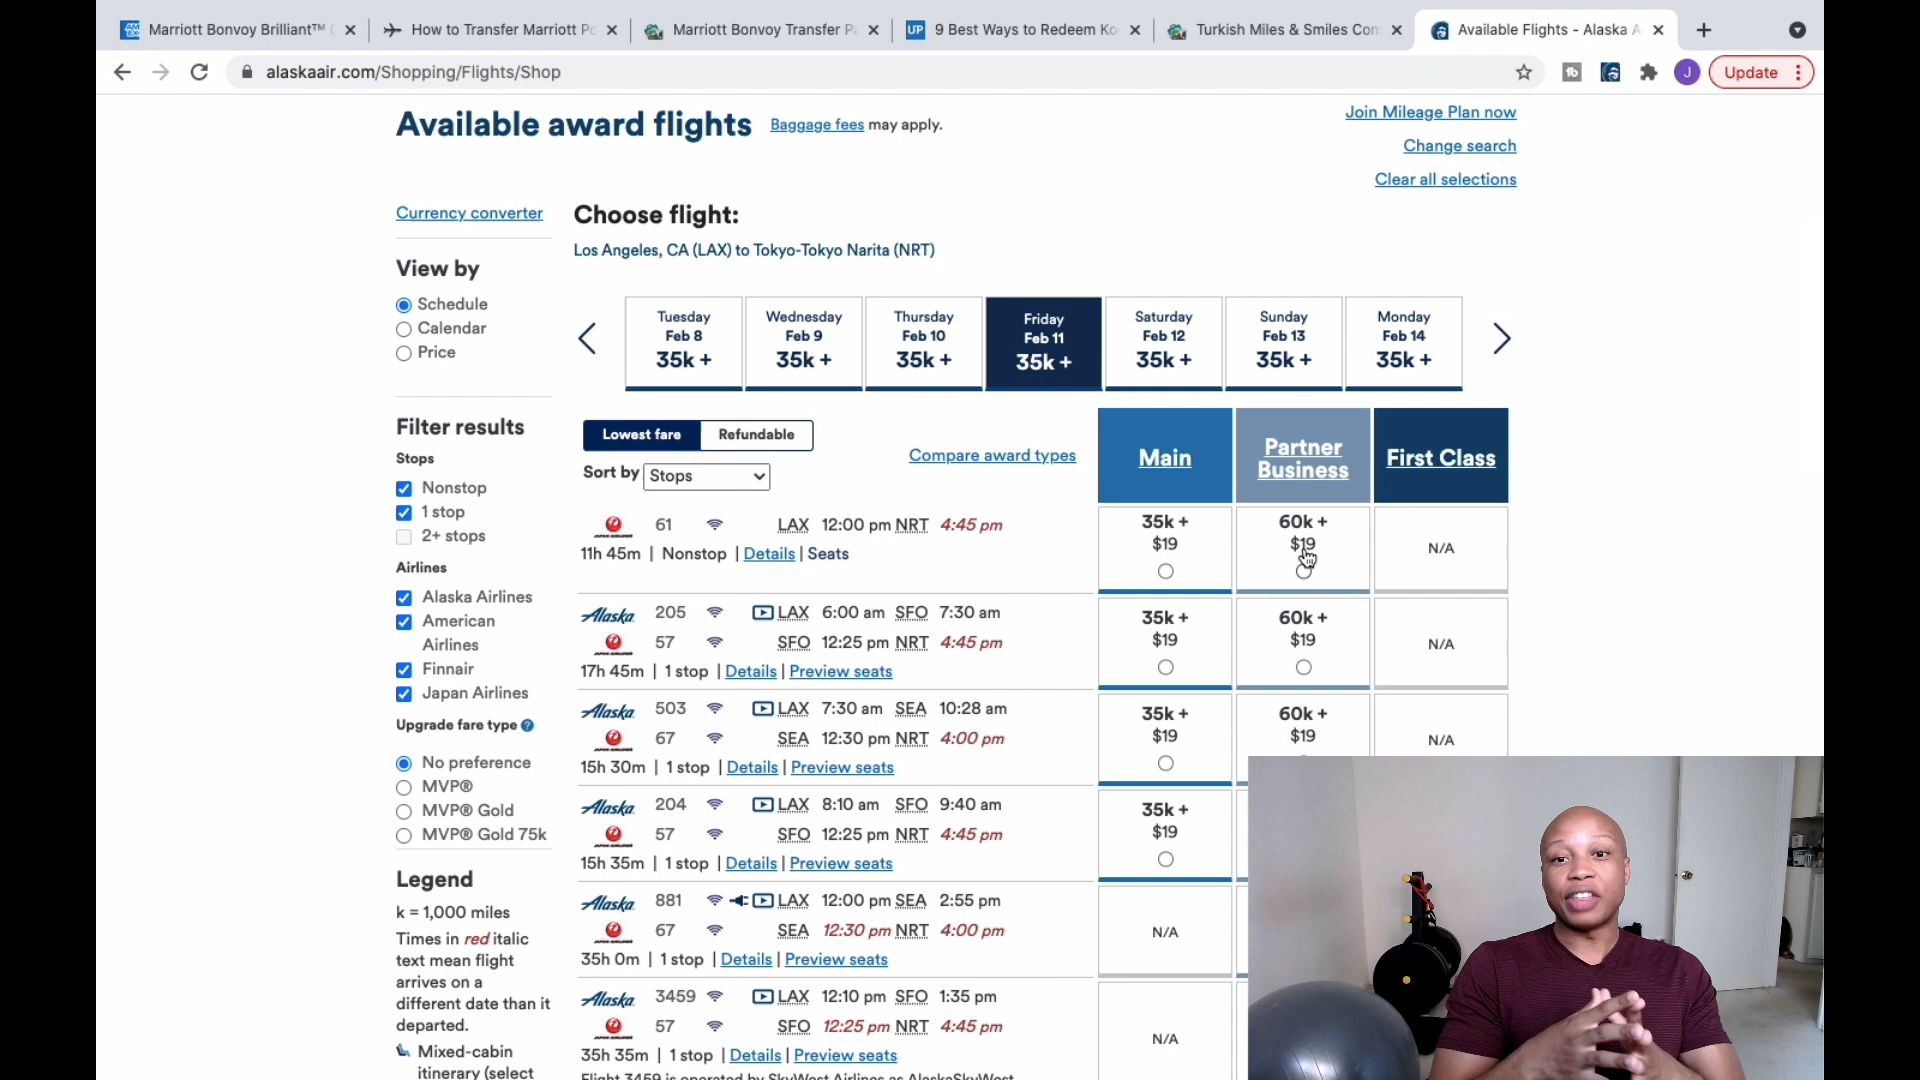 Marriott Bonvoy Brilliant™
How to Transfer Marriott Po
Marriott Bonvoy Transfer Pa
UP 9 Best Ways to Redeem Ko
Turkish Miles & Smiles Com
Available Flights - Alaska A
alaskaair.com/Shopping/Flights/Shop
J
Update
Available award flights
Baggage fees may apply.
Join Mileage Plan now
Change search
Clear all selections
Currency converter
View by
Schedule
Calendar
Price
Filter results
Stops
Nonstop
1 stop
2+ stops
Airlines
Alaska Airlines
American
Airlines
Finnair
Japan Airlines
Upgrade fare type ?
No preference
MVP®
MVP® Gold
MVP® Gold 75k
Legend
k = 1,000 miles
Times in red italic
text mean flight
arrives on a
different date than it
departed.
Mixed-cabin
itinerary (select
Choose flight:
Los Angeles, CA (LAX) to Tokyo-Tokyo Narita (NRT)
Tuesday
Feb 8
35k +
Wednesday
Feb 9
35k +
Thursday
Feb 10
35k +
Friday
Feb 11
35k +
Saturday
Feb 12
35k +
Sunday
Feb 13
35k +
Monday
Feb 14
35k +
Lowest fare
Refundable
Sort by Stops
Compare award types
Main
Partner
Business
First Class
61 LAX 12:00 pm NRT 4:45 pm
11h 45m | Nonstop | Details | Seats
35k +
$19
60k +
$19
N/A
Alaska 205 LAX 6:00 am SFO 7:30 am
57 SFO 12:25 pm NRT 4:45 pm
17h 45m | 1 stop | Details | Preview seats
35k +
$19
60k +
$19
N/A
Alaska 503 LAX 7:30 am SEA 10:28 am
67 SEA 12:30 pm NRT 4:00 pm
15h 30m | 1 stop | Details | Preview seats
35k +
$19
60k +
$19
N/A
Alaska 204 LAX 8:10 am SFO 9:40 am
57 SFO 12:25 pm NRT 4:45 pm
15h 35m | 1 stop | Details | Preview seats
35k +
$19
Alaska 881 LAX 12:00 pm SEA 2:55 pm
67 SEA 12:30 pm NRT 4:00 pm
35h 0m | 1 stop | Details | Preview seats
N/A
Alaska 3459 LAX 12:10 pm SFO 1:35 pm
57 SFO 12:25 pm NRT 4:45 pm
35h 35m | 1 stop | Details | Preview seats
N/A
Flight 3459 is operated by SkyWest Airlines as AlaskaSkyWest.